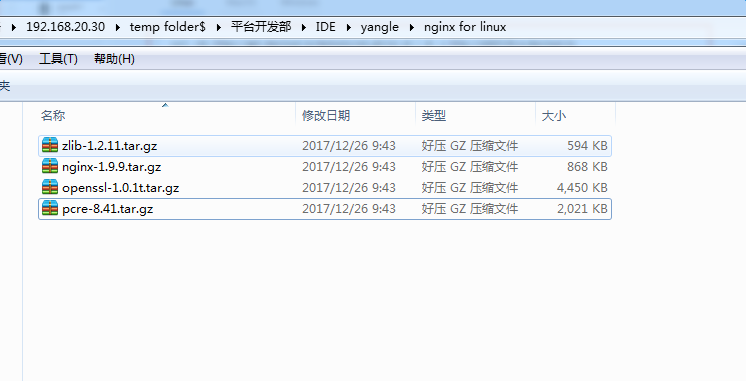 192.168.20.30 ▸ temp folder$ ▸ 平台开发部 ▸ IDE ▸ yangle ▸ nginx for linux
看(V) 工具(T) 帮助(H)
夹
名称 修改日期 类型 大小
zlib-1.2.11.tar.gz 2017/12/26 9:43 好压 GZ 压缩文件 594 KB
nginx-1.9.9.tar.gz 2017/12/26 9:43 好压 GZ 压缩文件 868 KB
openssl-1.0.1t.tar.gz 2017/12/26 9:43 好压 GZ 压缩文件 4,450 KB
pcre-8.41.tar.gz 2017/12/26 9:43 好压 GZ 压缩文件 2,021 KB